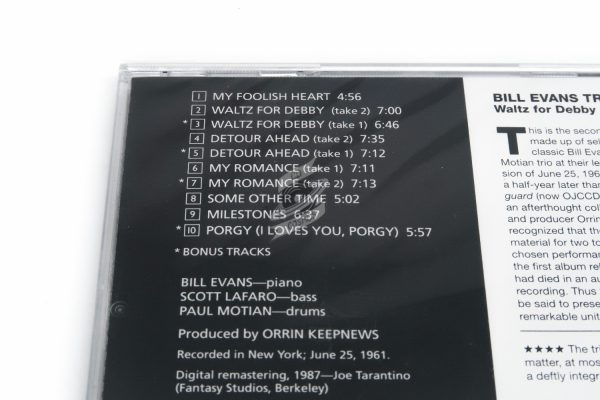 1 MY FOOLISH HEART 4:56
2 WALTZ FOR DEBBY (take 2) 7:00
* 3 WALTZ FOR DEBBY (take 1) 6:46
4 DETOUR AHEAD (take 2) 7:35
* 5 DETOUR AHEAD (take 1) 7:12
6 MY ROMANCE (take 1) 7:11
* 7 MY ROMANCE (take 2) 7:13
8 SOME OTHER TIME 5:02
9 MILESTONES 6:37
* 10 PORGY (I LOVES YOU, PORGY) 5:57
* BONUS TRACKS
BILL EVANS—piano
SCOTT LAFARO—bass
PAUL MOTIAN—drums
Produced by ORRIN KEEPNEWS
Recorded in New York; June 25, 1961.
Digital remastering, 1987—Joe Tarantino
(Fantasy Studios, Berkeley)
BILL EVANS TR
Waltz for Debby
This is the second
made up of sel
classic Bill Evan
Motian trio at their le
sion of June 25, 196
a half-year later than
guard (now OJCCD
an afterthought coll
and producer Orrin
recognized that the
material for two to
chosen performanc
the first album rel
had died in an au
recording. Thus
be said to prese
remarkable unit
★★★★ The tri
matter, at mos
a deftly integr